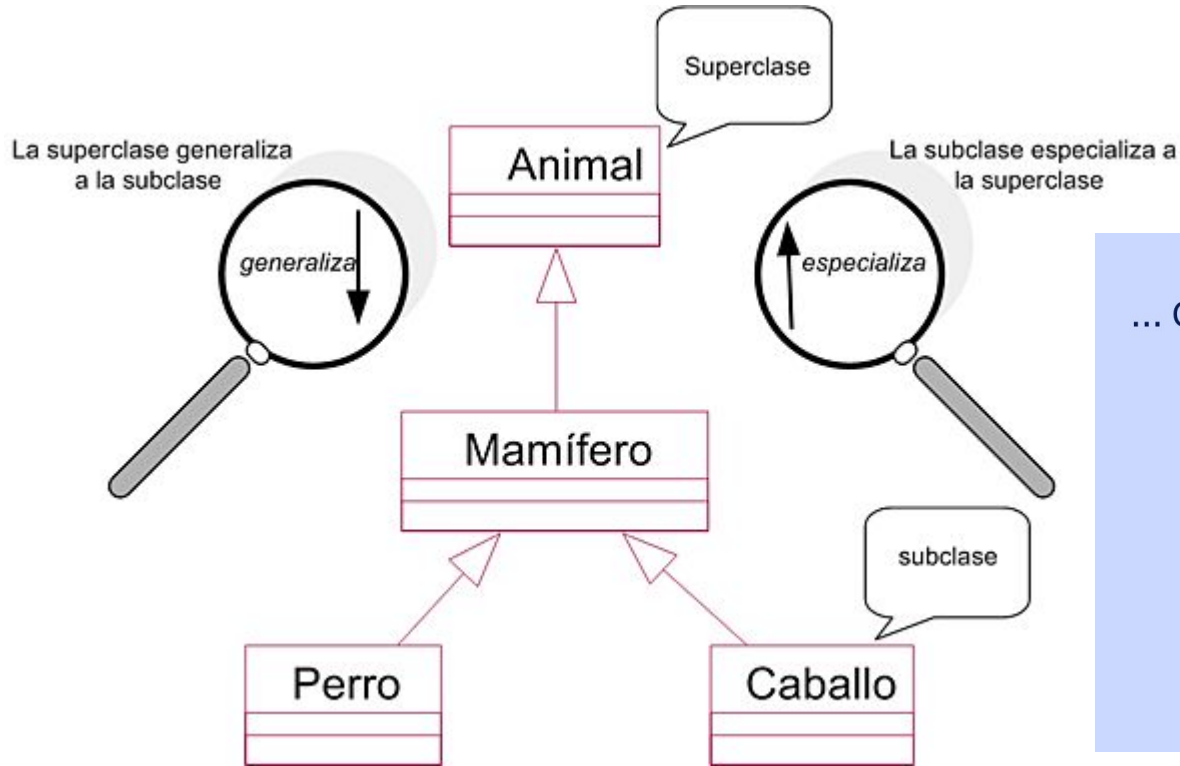 Superclase
La superclase generaliza
a la subclase
Animal
La subclase especializa a
la superclase
generaliza
especializa
...
Mamífero
subclase
Perro
Caballo